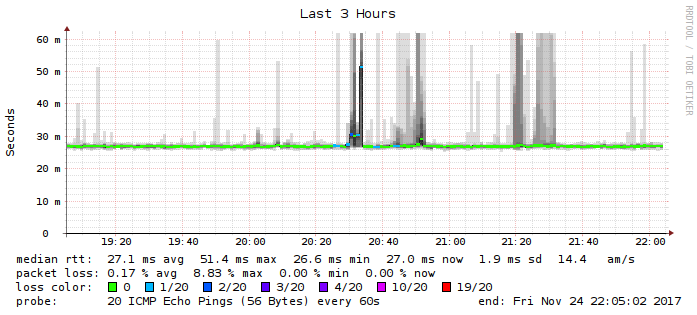 Last 3 Hours
RRDTOOL / TOBI OETIKER
Seconds
60 m
50 m
40 m
30 m
20 m
10 m
0
19:20 19:40 20:00 20:20 20:40 21:00 21:20 21:40 22:00
median rtt: 27.1 ms avg 51.4 ms max 26.6 ms min 27.0 ms now 1.9 ms sd 14.4 am/s
packet loss: 0.17 % avg 8.83 % max 0.00 % min 0.00 % now
loss color: 0 1/20 2/20 3/20 4/20 10/20 19/20
probe: 20 ICMP Echo Pings (56 Bytes) every 60s end: Fri Nov 24 22:05:02 2017